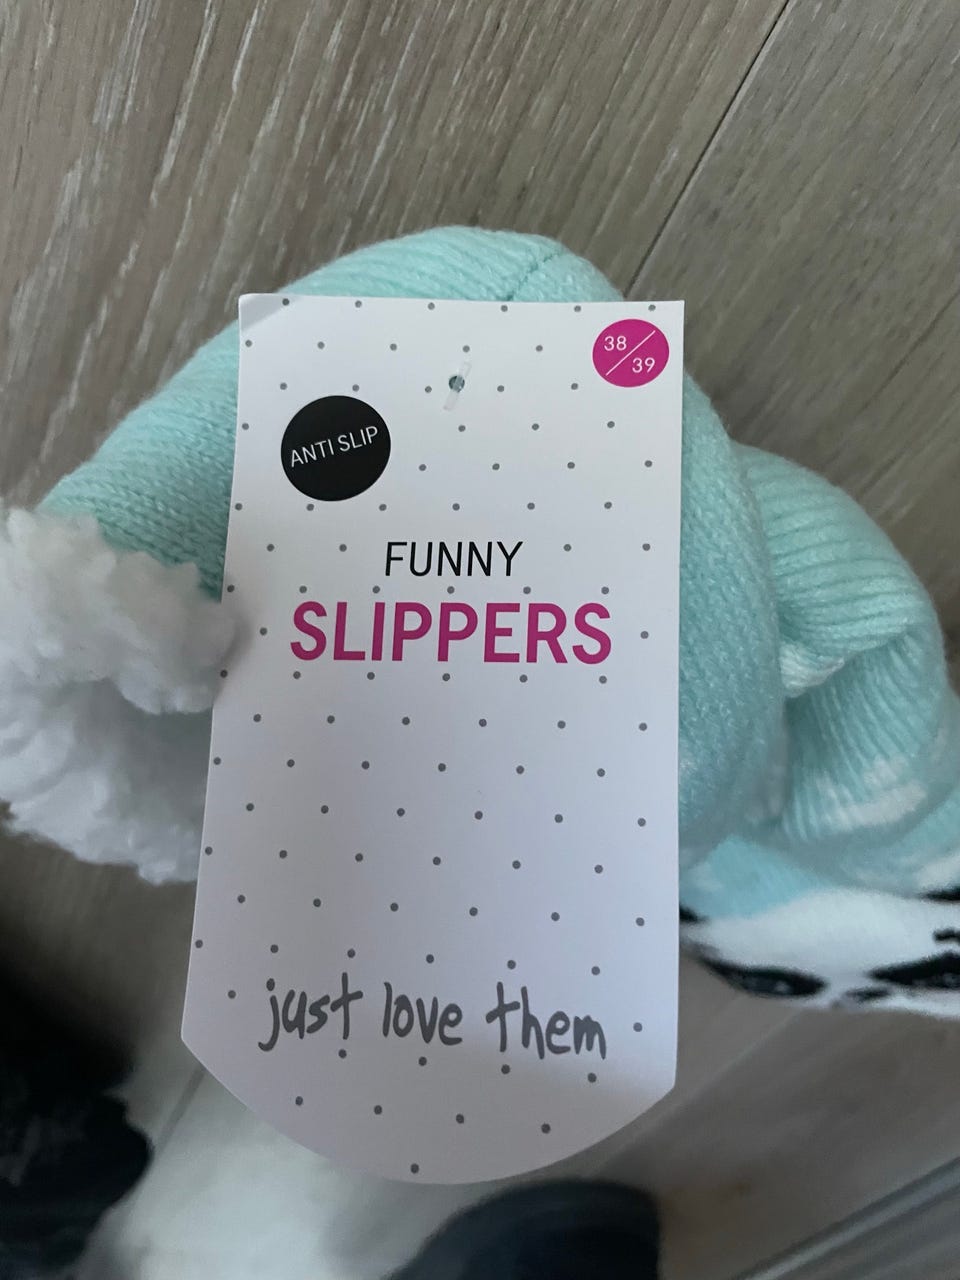 38
39
ANTI SLIP
FUNNY
SLIPPERS
just love them